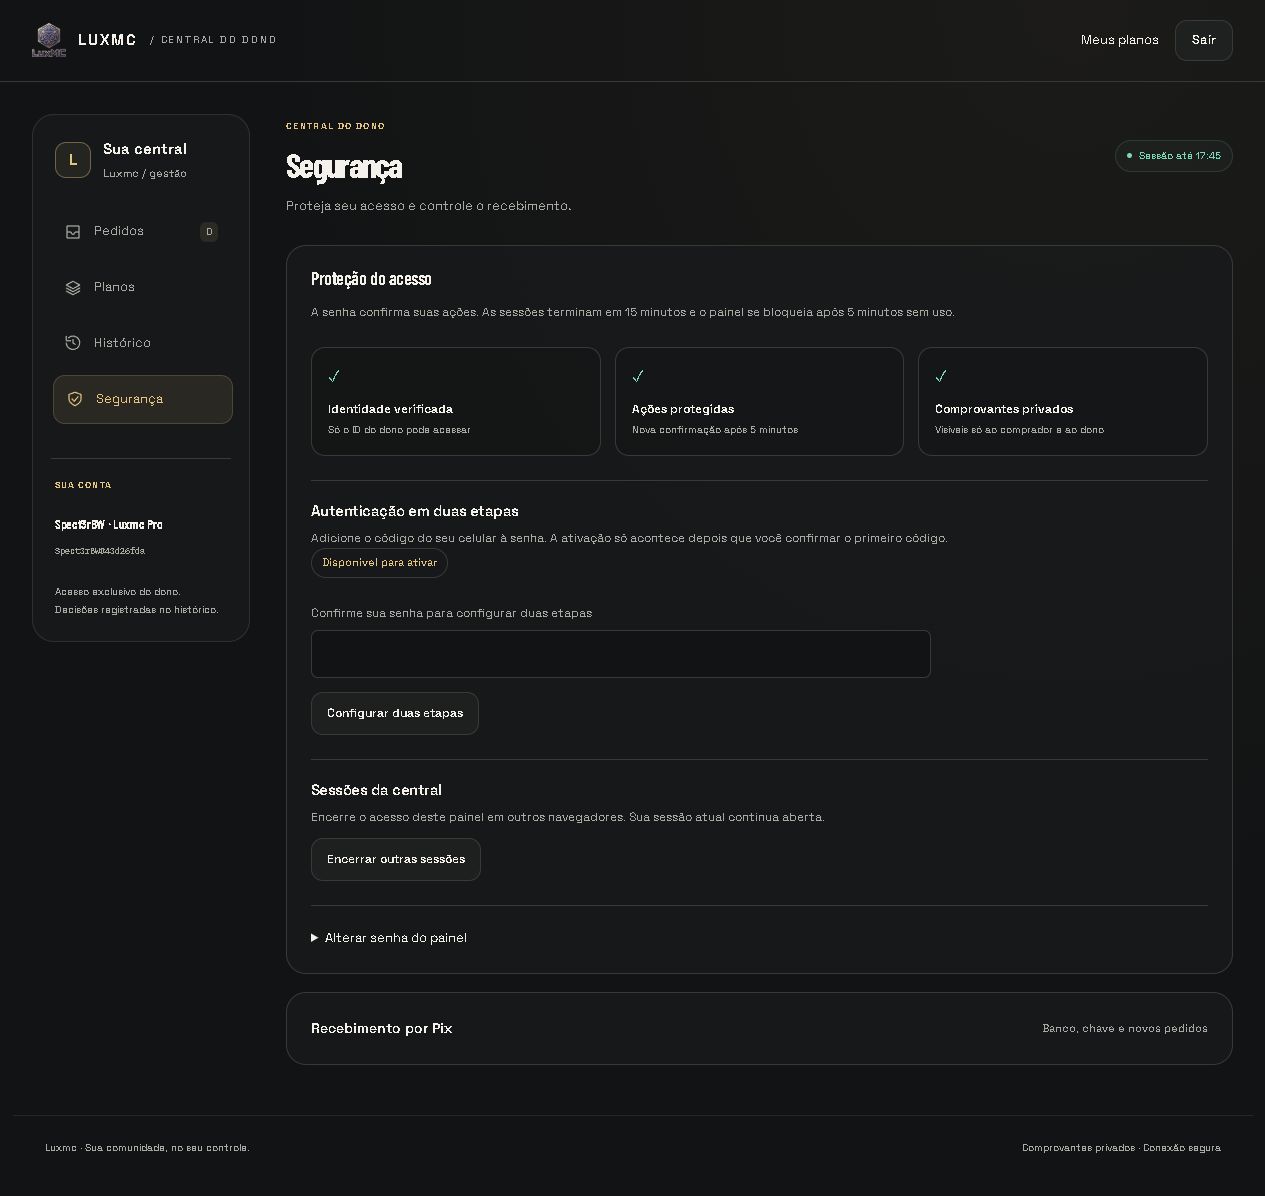 LuxMC
LUXMC / CENTRAL DO DONO
Meus planos
Sair
L
Sua central
Luxmc / gestão
Pedidos
0
Planos
Histórico
Segurança
SUA CONTA
Spect3rBW · Luxmc Pro
Spect3rBW043d26fda
Acesso exclusivo do dono.
Decisões registradas no histórico.
CENTRAL DO DONO
Segurança
Proteja seu acesso e controle o recebimento.
Sessão até 17:45
Proteção do acesso
A senha confirma suas ações. As sessões terminam em 15 minutos e o painel se bloqueia após 5 minutos sem uso.
✓
Identidade verificada
Só o ID do dono pode acessar
✓
Ações protegidas
Nova confirmação após 5 minutos
✓
Comprovantes privados
Visíveis só ao comprador e ao dono
Autenticação em duas etapas
Adicione o código do seu celular à senha. A ativação só acontece depois que você confirmar o primeiro código.
Disponível para ativar
Confirme sua senha para configurar duas etapas
Configurar duas etapas
Sessões da central
Encerre o acesso deste painel em outros navegadores. Sua sessão atual continua aberta.
Encerrar outras sessões
Alterar senha do painel
Recebimento por Pix
Banco, chave e novos pedidos
Luxmc · Sua comunidade, no seu controle.
Comprovantes privados · Conexão segura